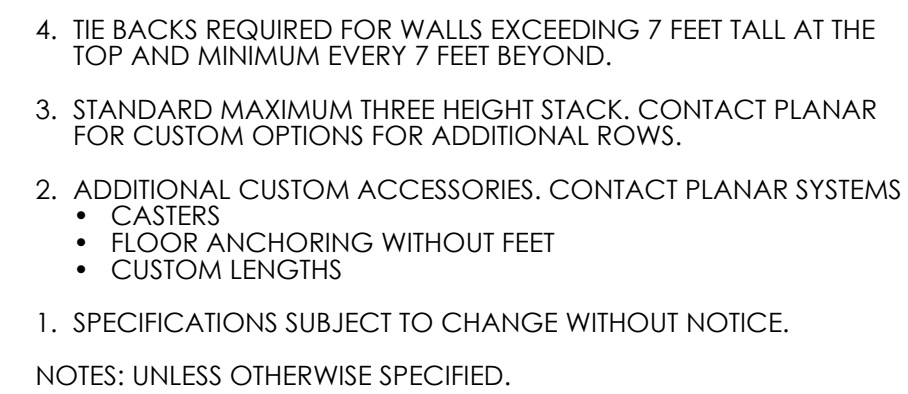 4. TIE BACKS REQUIRED FOR WALLS EXCEEDING 7 FEET TALL AT THE
TOP AND MINIMUM EVERY 7 FEET BEYOND.
3. STANDARD MAXIMUM THREE HEIGHT STACK. CONTACT PLANAR
FOR CUSTOM OPTIONS FOR ADDITIONAL ROWS.
2. ADDITIONAL CUSTOM ACCESSORIES. CONTACT PLANAR SYSTEMS
• CASTERS
• FLOOR ANCHORING WITHOUT FEET
• CUSTOM LENGTHS
1. SPECIFICATIONS SUBJECT TO CHANGE WITHOUT NOTICE.
NOTES: UNLESS OTHERWISE SPECIFIED.